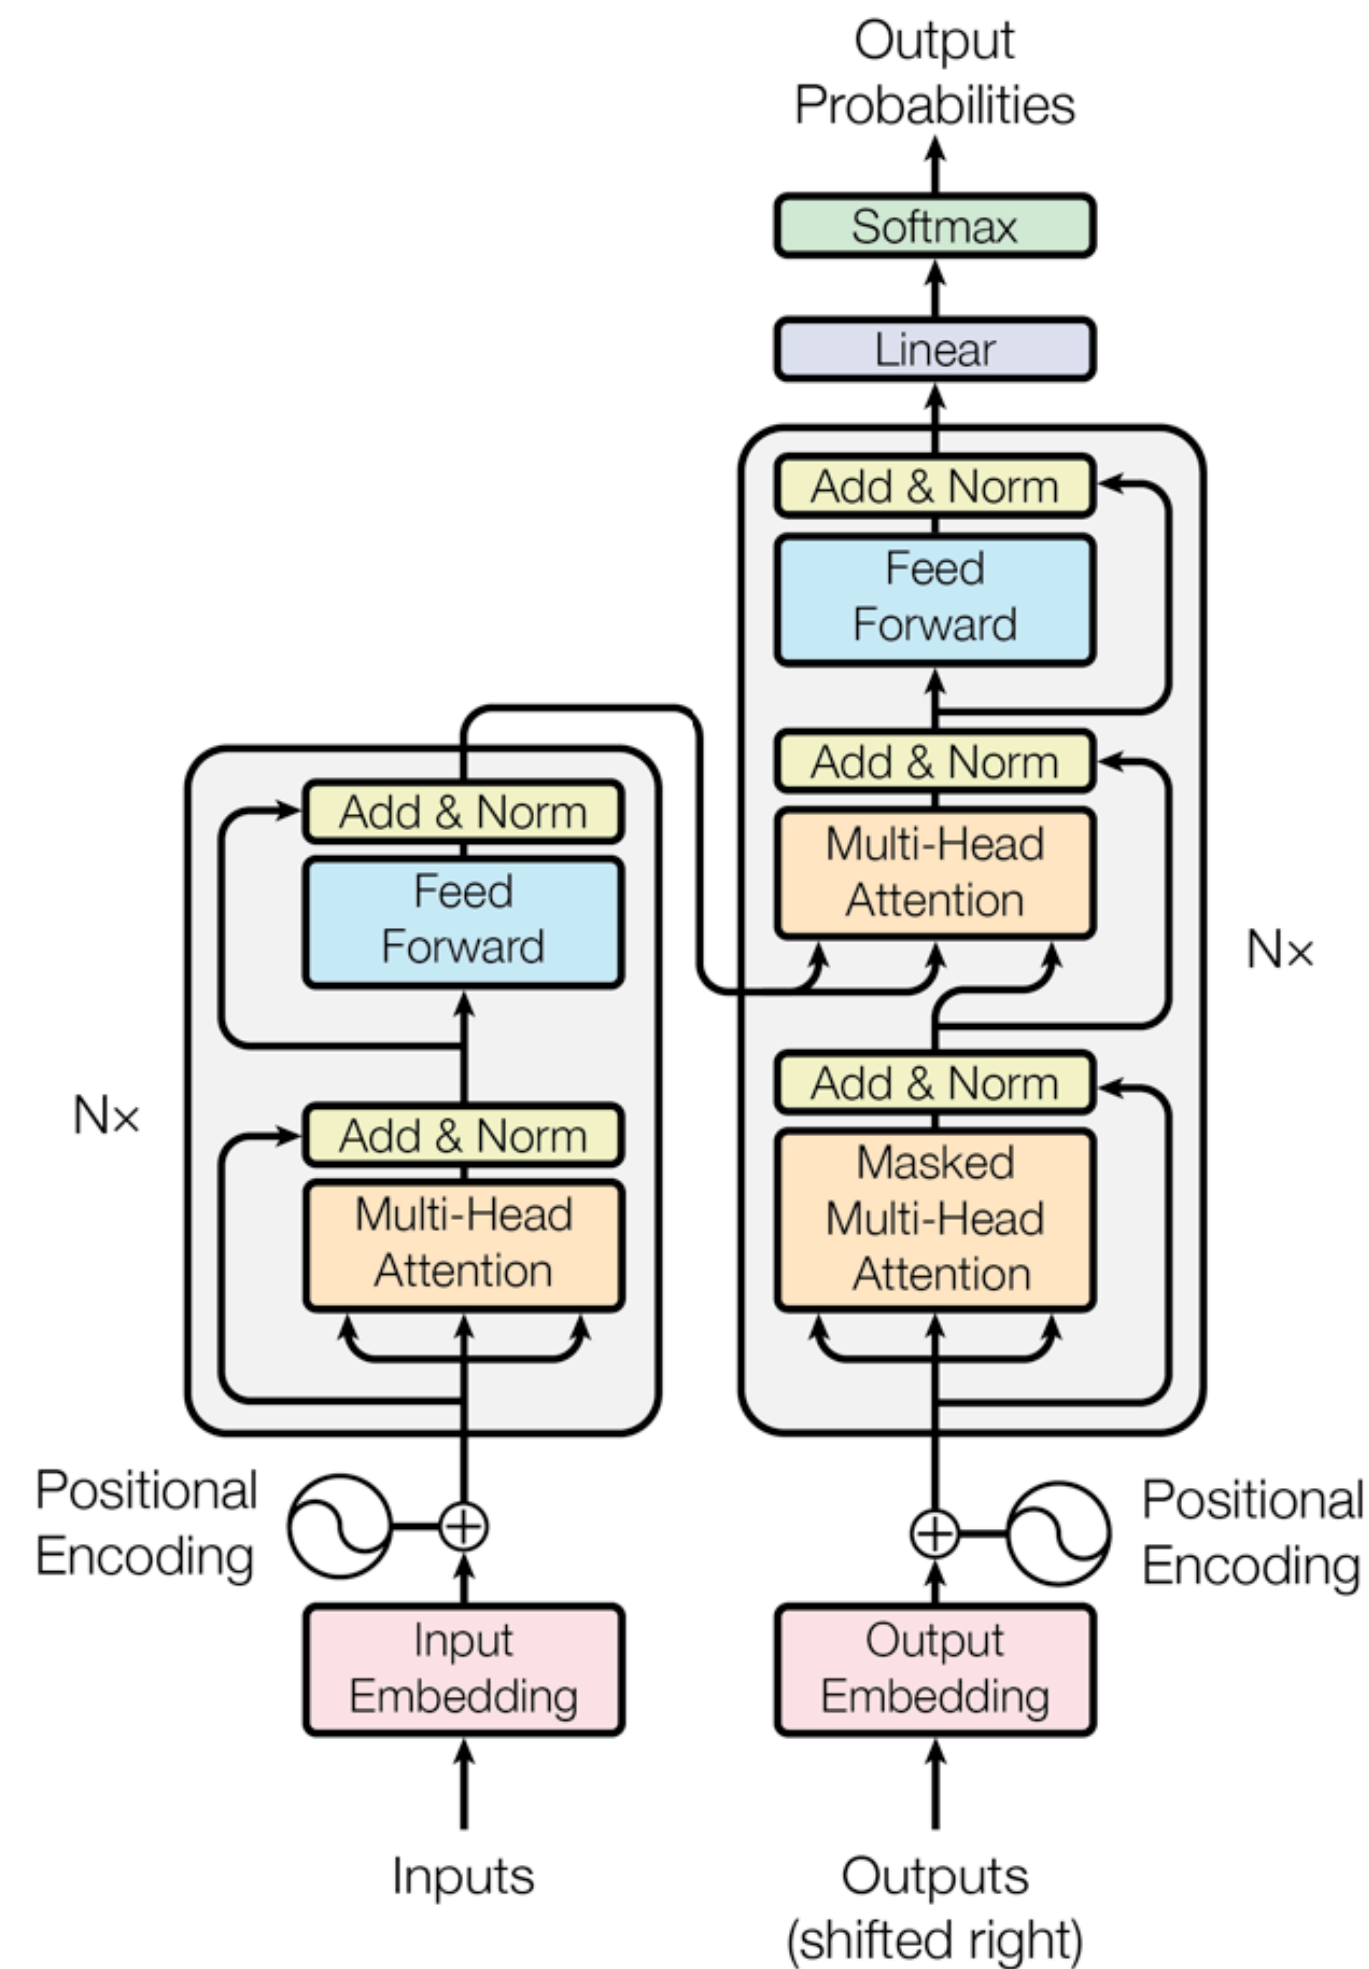 Output
Probabilities
Softmax
Linear
Add & Norm
Feed
Forward
Add & Norm
Multi-Head
Attention
Add & Norm
Masked
Multi-Head
Attention
Nx
Add & Norm
Feed
Forward
Add & Norm
Multi-Head
Attention
Nx
Positional
Encoding
Input
Embedding
Inputs
Positional
Encoding
Output
Embedding
Outputs
(shifted right)